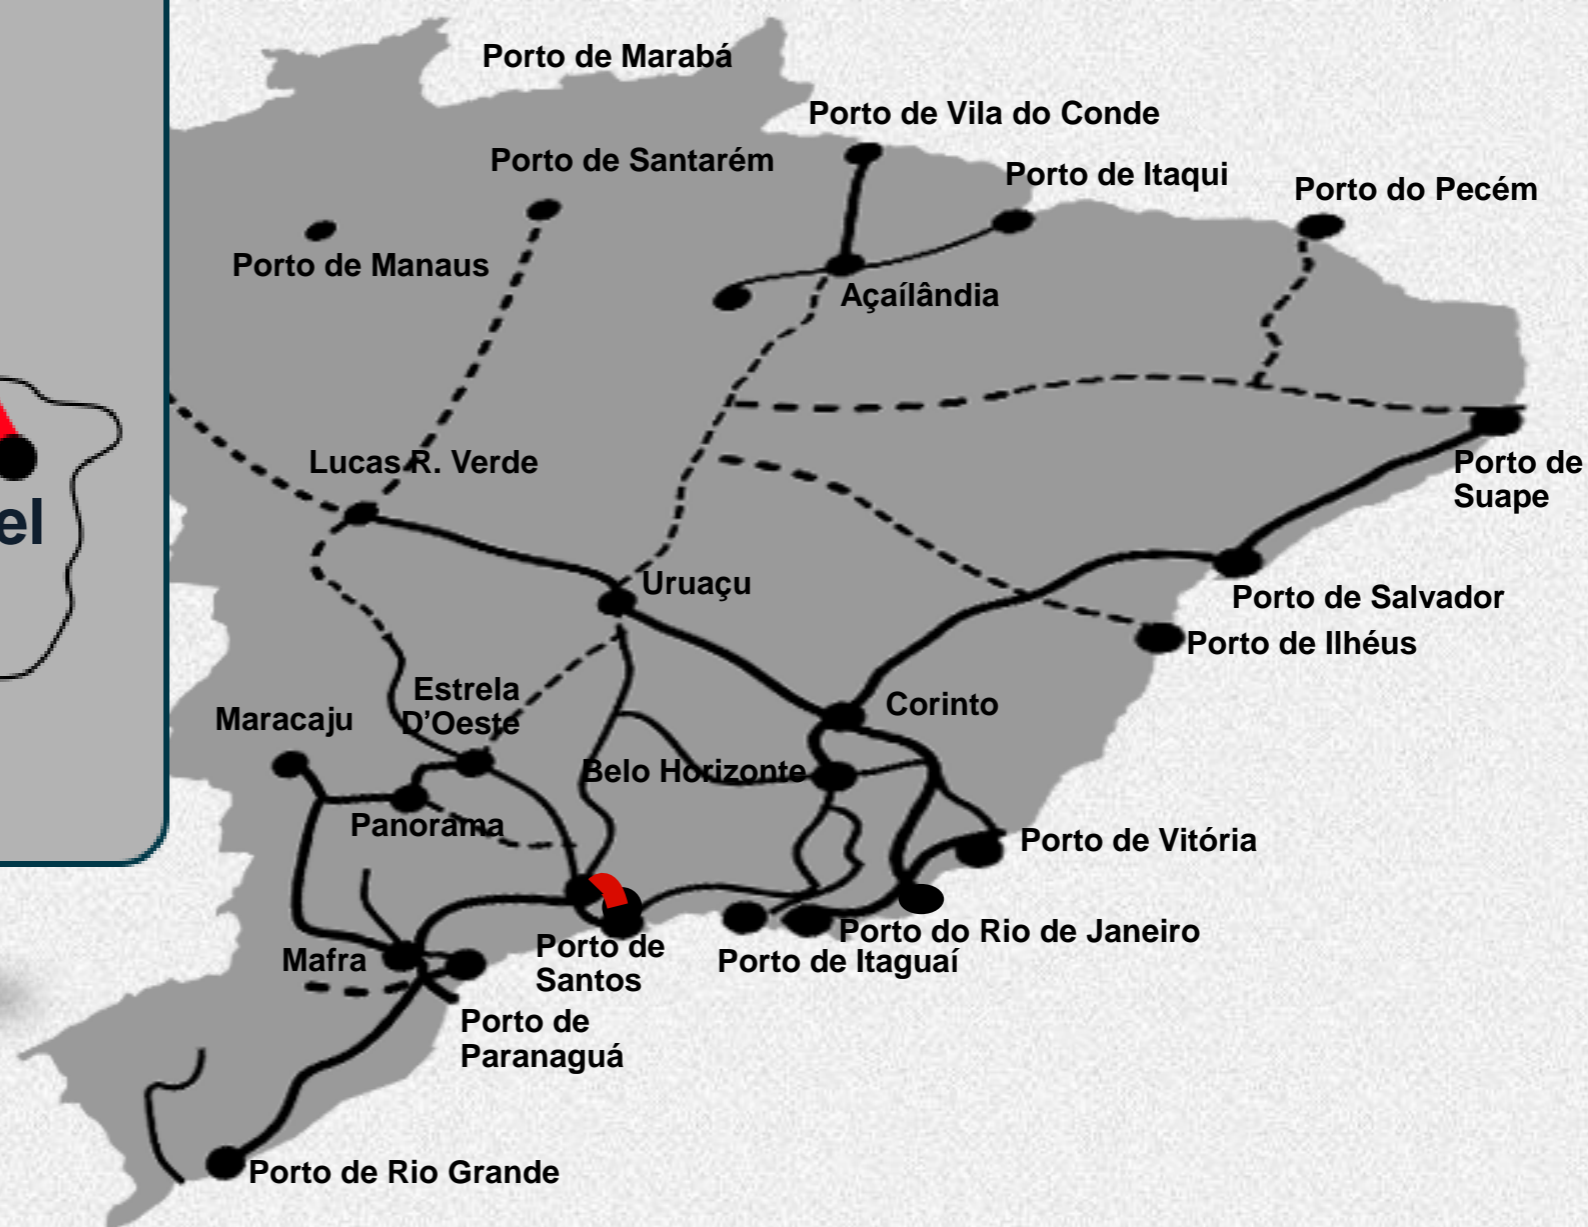 Porto de Marabá
Porto de Vila do Conde
Porto de Santarém
Porto de Itaqui
Porto do Pecém
Porto de Manaus
Açaílândia
Lucas R. Verde
Porto de
Suape
el
Uruaçu
Porto de Salvador
Porto de Ilhéus
Estrela
D’Oeste
Maracaju
Corinto
Belo Horizonte
Panorama
Porto de Vitória
Porto do Rio de Janeiro
Porto de
Santos
Porto de Itaguaí
Mafra
Porto de
Paranaguá
Porto de Rio Grande